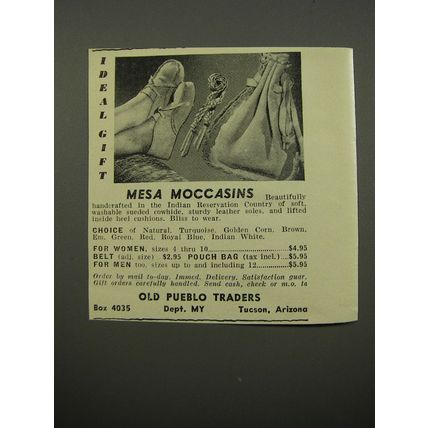 IDEAL GIFT
MESA MOCCASINS Beautifully
handcrafted in the Indian Reservation Country of soft,
washable sueded cowhide, sturdy leather soles, and lifted
inside heel cushions. Bliss to wear.
CHOICE of Natural, Turquoise, Golden Corn, Brown,
Em. Green, Red, Royal Blue, Indian White.
FOR WOMEN, sizes 4 thru 10 $4.95
BELT (adj. size) $2.95 POUCH BAG (tax incl.) $5.95
FOR MEN too, sizes up to and including 12 $5.95
Order by mail to-day. Immed. Delivery. Satisfaction guar.
Gift orders carefully handled. Send cash, check or m.o. to
OLD PUEBLO TRADERS
Box 4035 Dept. MY Tucson, Arizona